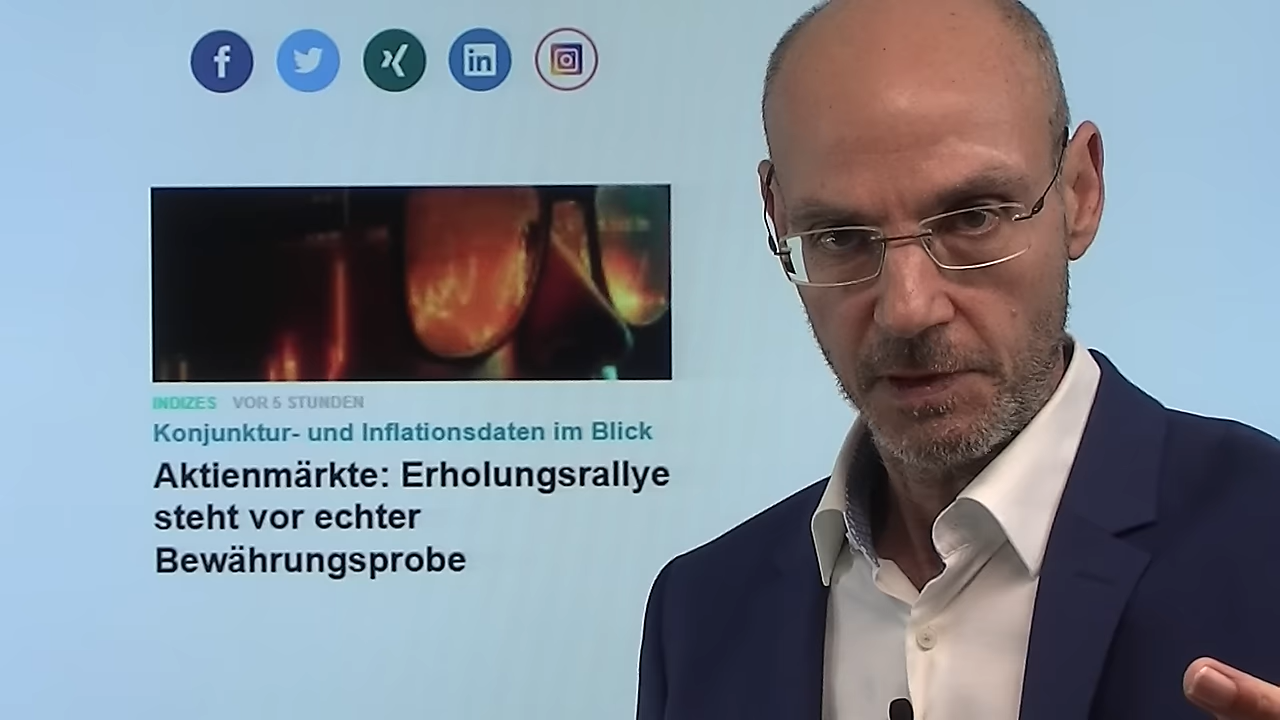 INDIZES VOR 5 STUNDEN
Konjunktur- und Inflationsdaten im Blick
Aktienmärkte: Erholungsrallye
steht vor echter
Bewährungsprobe